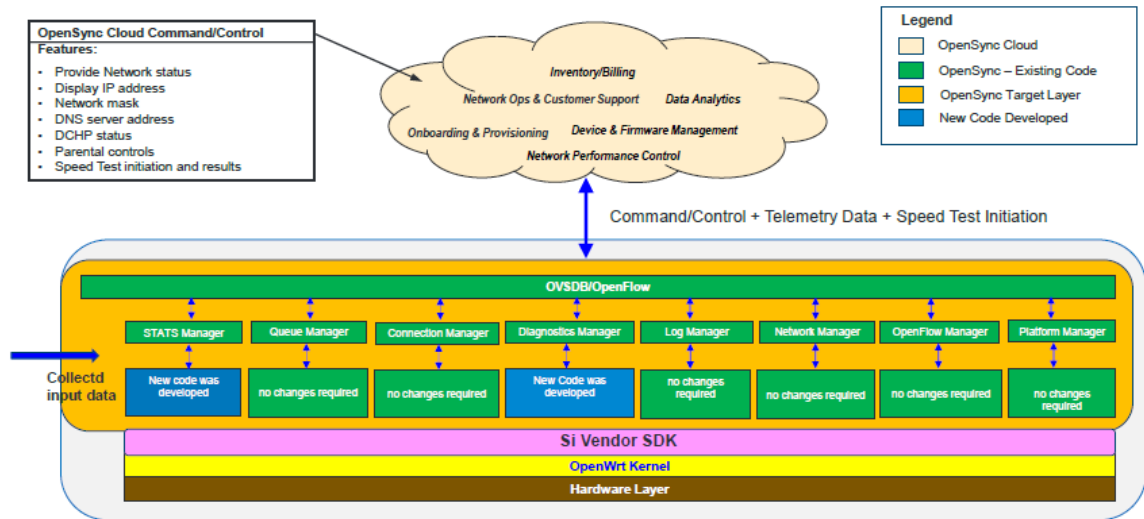 OpenSync Cloud Command/Control
Features:
• Provide Network status
• Display IP address
• Network mask
• DNS server address
• DCHP status
• Parental controls
• Speed Test initiation and results
Inventory/Billing
Network Ops & Customer Support
Data Analytics
Onboarding & Provisioning
Device & Firmware Management
Network Performance Control
Legend
OpenSync Cloud
OpenSync – Existing Code
OpenSync Target Layer
New Code Developed
Command/Control + Telemetry Data + Speed Test Initiation
OVSDB/OpenFlow
STATS Manager
Queue Manager
Connection Manager
Diagnostics Manager
Log Manager
Network Manager
OpenFlow Manager
Platform Manager
Collectd
input data
New code was
developed
no changes required
no changes required
New Code was
developed
no changes
required
no changes required
no changes required
no changes
required
Si Vendor SDK
OpenWrt Kernel
Hardware Layer